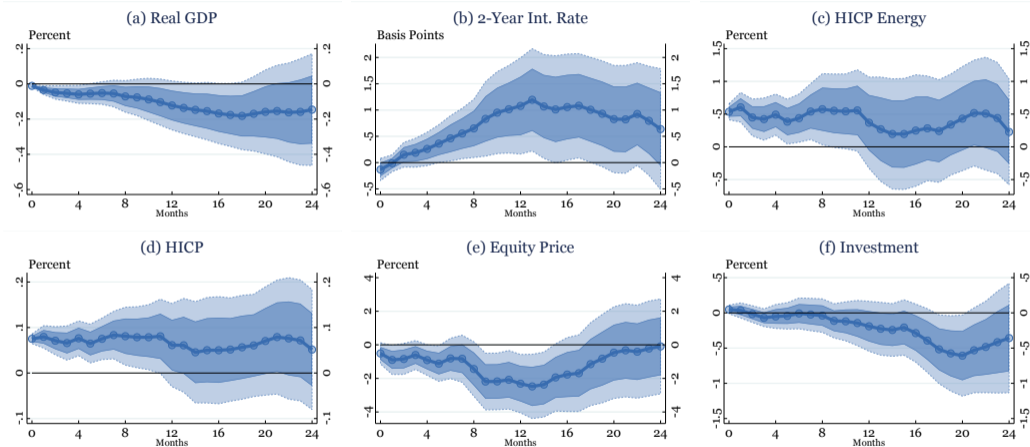 (a) Real GDP
Percent
.2 .2
0 0
-.2 -.2
-.4 -.4
-.6 -.6
0 4 8 12 16 20 24
Months
(b) 2-Year Int. Rate
Basis Points
2 2
1.5 1.5
1 1
.5 .5
0 0
-.5 -.5
0 4 8 12 16 20 24
Months
(c) HICP Energy
Percent
1.5 1.5
1 1
.5 .5
0 0
-.5 -.5
0 4 8 12 16 20 24
Months
(d) HICP
Percent
.2 .2
.1 .1
0 0
-.1 -.1
0 4 8 12 16 20 24
Months
(e) Equity Price
Percent
4 4
2 2
0 0
-2 -2
-4 -4
0 4 8 12 16 20 24
Months
(f) Investment
Percent
.5 .5
0 0
-.5 -.5
-1 -1
-1.5 -1.5
0 4 8 12 16 20 24
Months